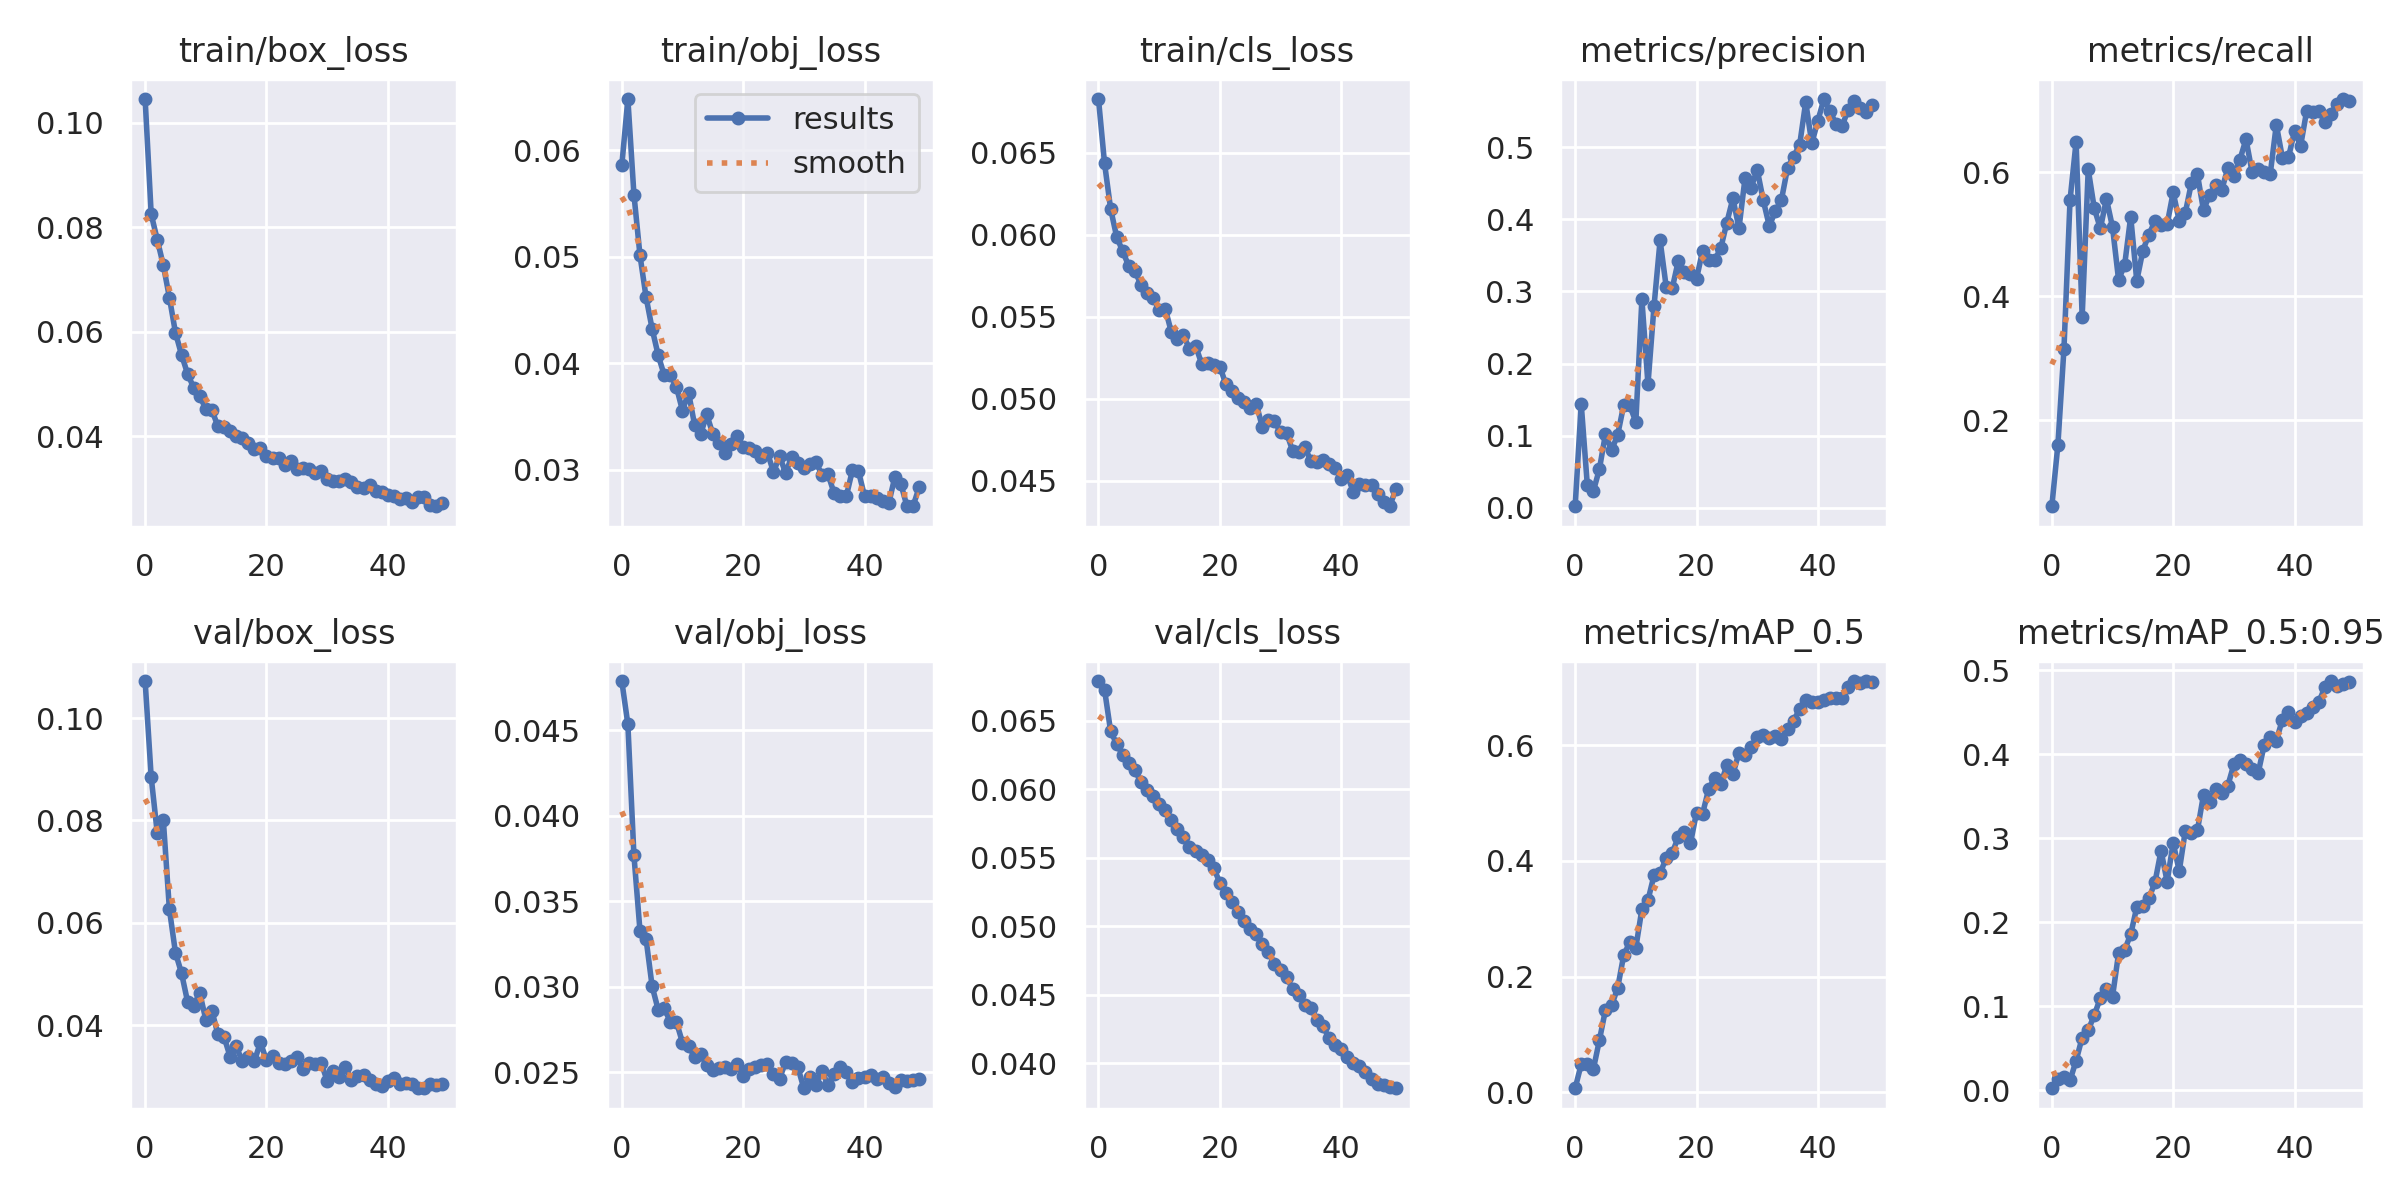 train/box_loss
train/obj_loss
train/cls_loss
metrics/precision
metrics/recall
0.10
0.08
0.06
0.04
0 20 40
results
smooth
0.06
0.05
0.04
0.03
0 20 40
0.065
0.060
0.055
0.050
0.045
0 20 40
0.5
0.4
0.3
0.2
0.1
0.0
0 20 40
0.6
0.4
0.2
0 20 40
val/box_loss
val/obj_loss
val/cls_loss
metrics/mAP_0.5
metrics/mAP_0.5:0.95
0.10
0.08
0.06
0.04
0 20 40
0.045
0.040
0.035
0.030
0.025
0 20 40
0.065
0.060
0.055
0.050
0.045
0.040
0 20 40
0.6
0.4
0.2
0.0
0 20 40
0.5
0.4
0.3
0.2
0.1
0.0
0 20 40